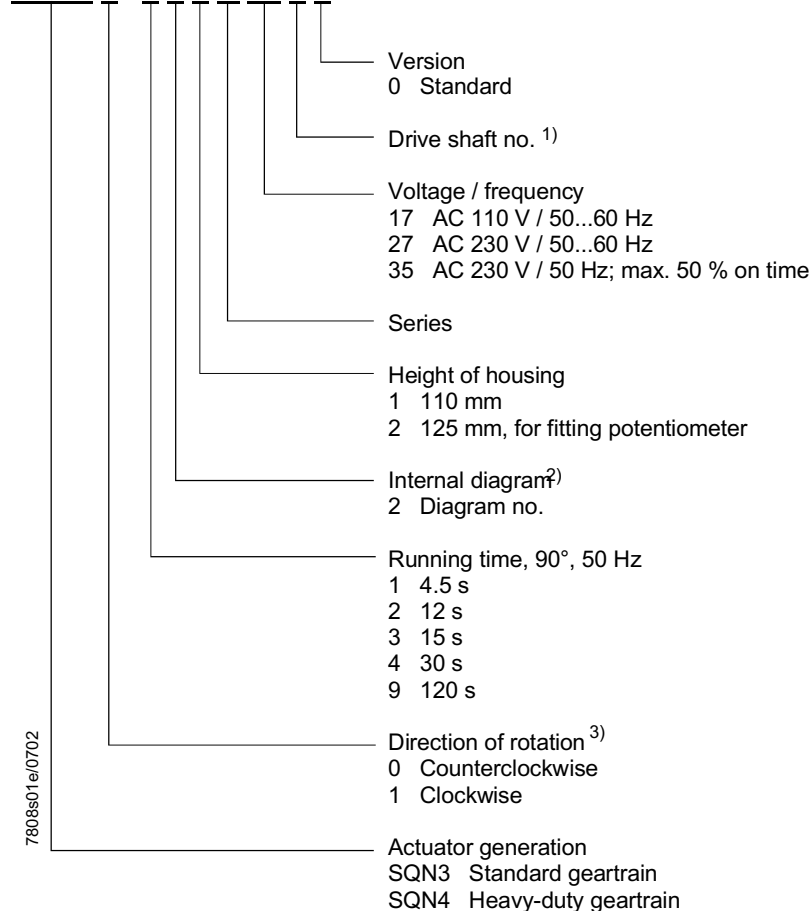 Version
0 Standard
Drive shaft no. 1)
Voltage / frequency
17 AC 110 V / 50...60 Hz
27 AC 230 V / 50...60 Hz
35 AC 230 V / 50 Hz; max. 50 % on time
Series
Height of housing
1 110 mm
2 125 mm, for fitting potentiometer
Internal diagram2)
2 Diagram no.
Running time, 90°, 50 Hz
1 4.5 s
2 12 s
3 15 s
4 30 s
9 120 s
Direction of rotation 3)
0 Counterclockwise
1 Clockwise
Actuator generation
SQN3 Standard geartrain
SQN4 Heavy-duty geartrain
7808s01e/0702